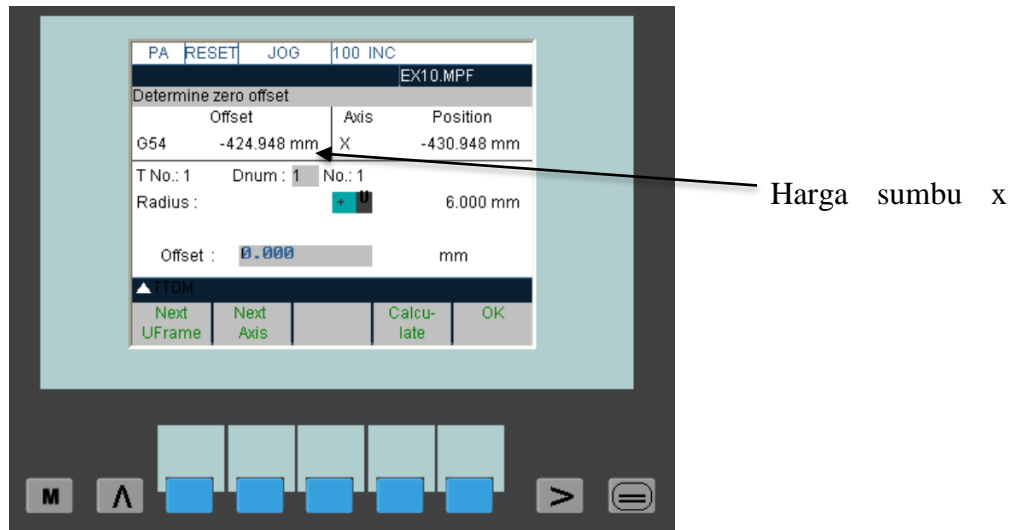 PA RESET JOG 100 INC
EX10.MPF
Determine zero offset
Offset Axis Position
G54 -424.948 mm X -430.948 mm
T No.: 1 Dnum : 1 No.: 1
Radius : + U 6.000 mm
Offset : 0.000 mm
TTOM
Next UFrame
Next Axis
Calcu-late
OK
Harga sumbu x
M Λ > =